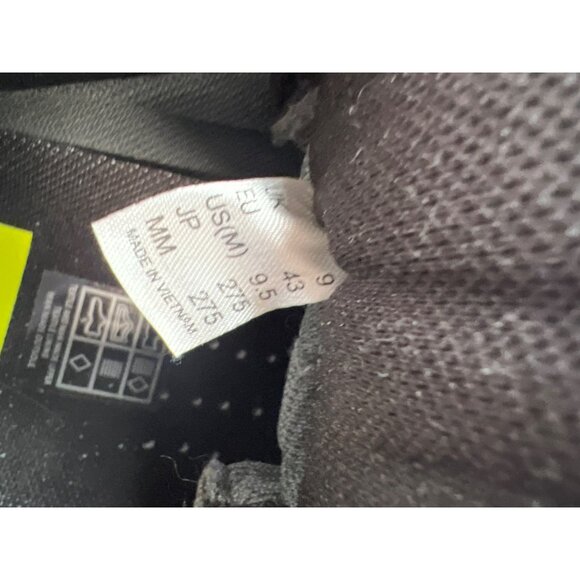 UK 9
EU 43
US(M) 9.5
JP 275
MM 275
MADE IN VIETNAM